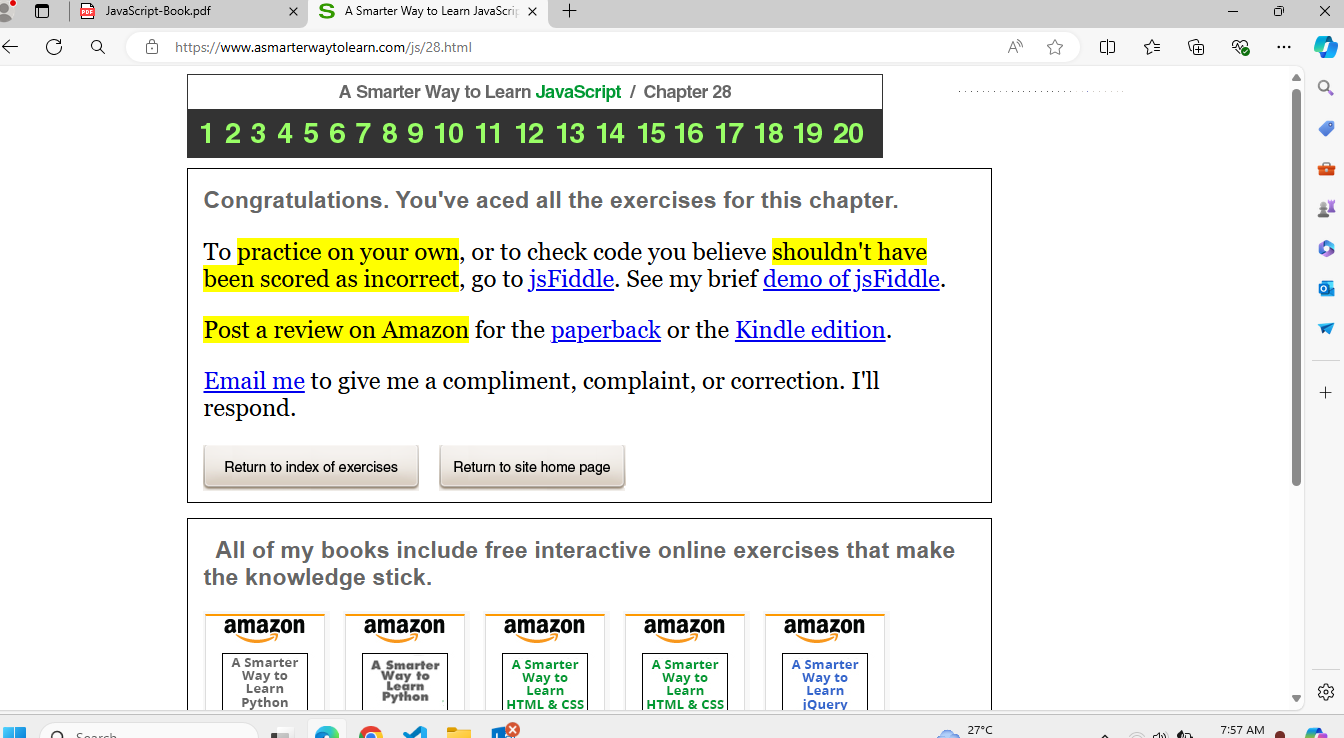 JavaScript-Book.pdf
A Smarter Way to Learn JavaScrip
https://www.asmarterwaytolearn.com/js/28.html
A Smarter Way to Learn JavaScript / Chapter 28
1 2 3 4 5 6 7 8 9 10 11 12 13 14 15 16 17 18 19 20
Congratulations. You've aced all the exercises for this chapter.
To practice on your own, or to check code you believe shouldn't have
been scored as incorrect, go to jsFiddle. See my brief demo of jsFiddle.
Post a review on Amazon for the paperback or the Kindle edition.
Email me to give me a compliment, complaint, or correction. I'll
respond.
Return to index of exercises Return to site home page
All of my books include free interactive online exercises that make
the knowledge stick.
amazon amazon amazon amazon amazon
A Smarter A Smarter A Smarter A Smarter A Smarter
Way to Way to Way to Way to Way to
Learn Learn Learn Learn Learn
Python Python HTML & CSS HTML & CSS jQuery
Search
27°C
7:57 AM